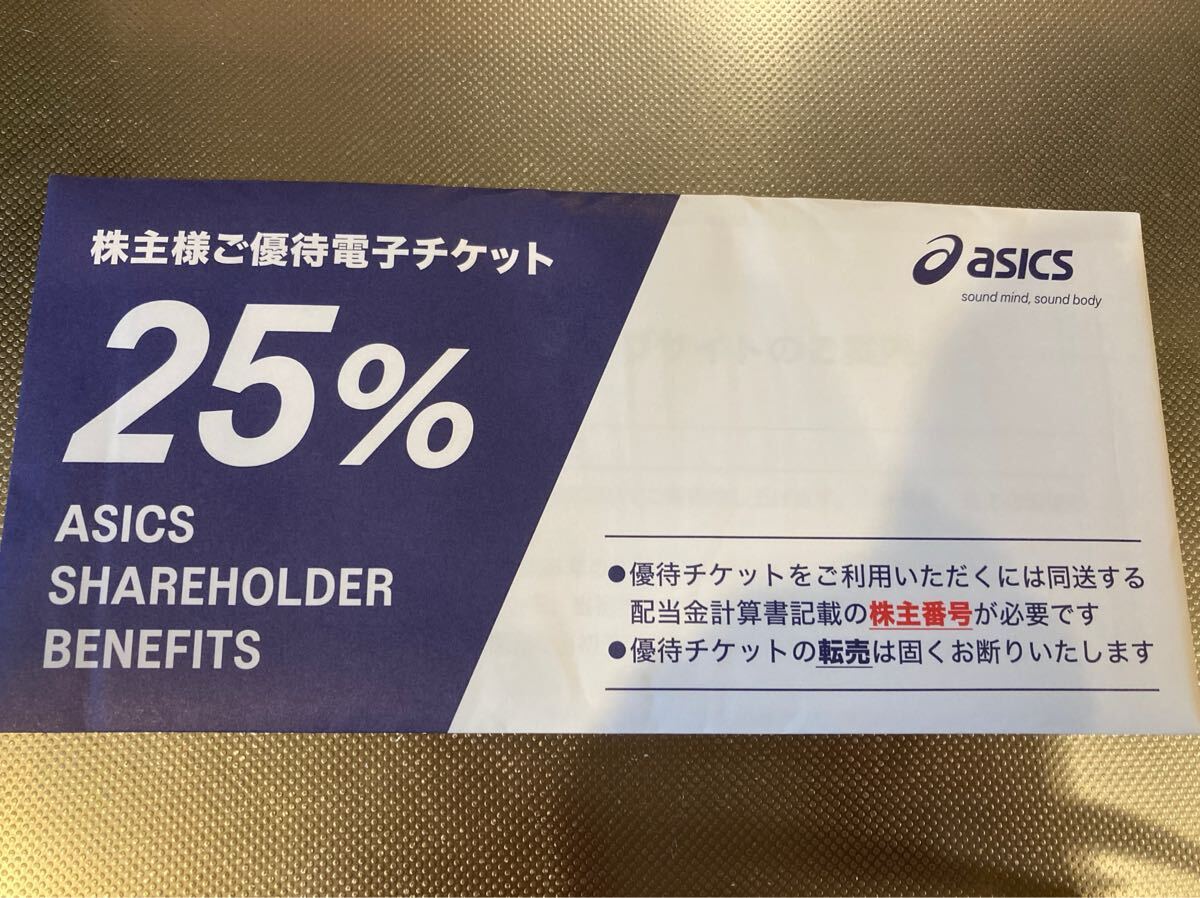 株主様ご優待電子チケット
25%
ASICS
SHAREHOLDER
BENEFITS
asics
sound mind, sound body
●優待チケットをご利用いただくには同送する
配当金計算書記載の株主番号が必要です
●優待チケットの転売は固くお断りいたします